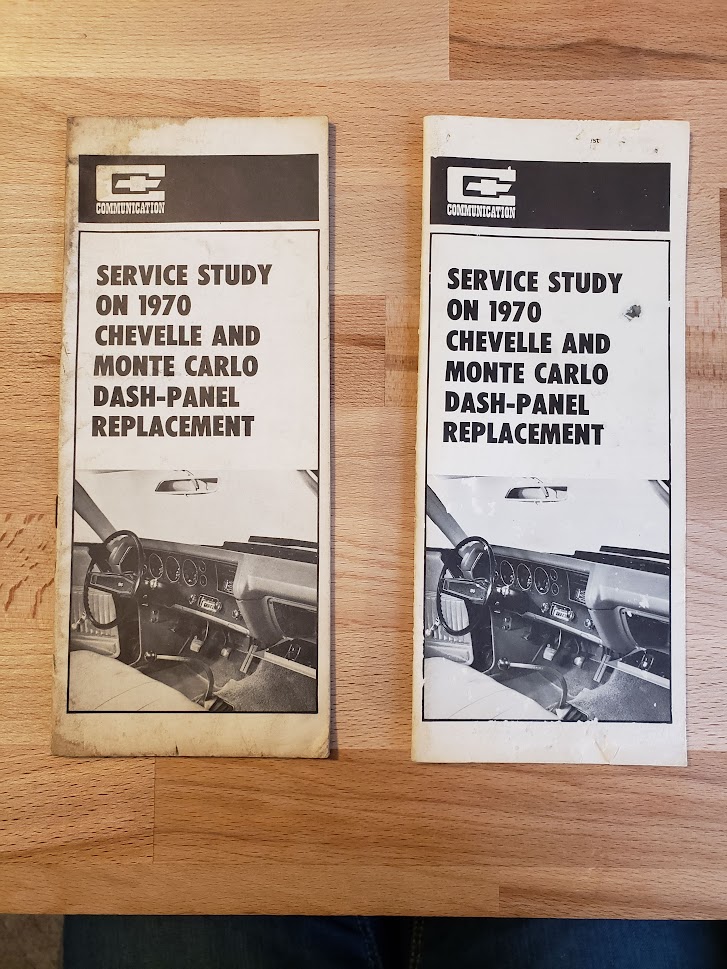 COMMUNICATION
SERVICE STUDY
ON 1970
CHEVELLE AND
MONTE CARLO
DASH-PANEL
REPLACEMENT
COMMUNICATION
SERVICE STUDY
ON 1970
CHEVELLE AND
MONTE CARLO
DASH-PANEL
REPLACEMENT